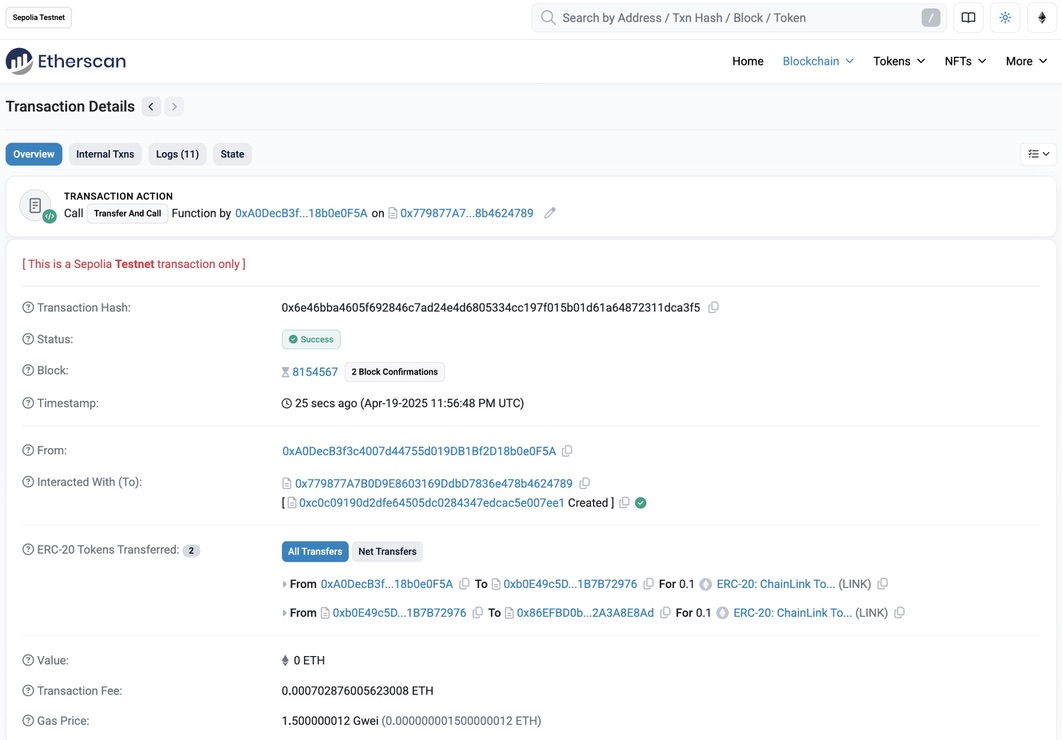 Sepolia Testnet
Search by Address / Txn Hash / Block / Token
/
Etherscan
Home Blockchain Tokens NFTs More
Transaction Details
Overview Internal Txns Logs (11) State
TRANSACTION ACTION
Call Transfer And Call Function by 0xA0DecB3f...18b0e0F5A on 0x779877A7...8b4624789
[ This is a Sepolia Testnet transaction only ]
Transaction Hash: 0x6e46bba4605f692846c7ad24e4d6805334cc197f015b01d61a64872311dca3f5
Status: Success
Block: 8154567 2 Block Confirmations
Timestamp: 25 secs ago (Apr-19-2025 11:56:48 PM UTC)
From: 0xA0DecB3f3c4007d44755d019DB1Bf2D18b0e0F5A
Interacted With (To): 0x779877A7B0D9E8603169DdbD7836e478b4624789
[ 0xc0c09190d2dfe64505dc0284347edcac5e007ee1 Created ]
ERC-20 Tokens Transferred: 2 All Transfers Net Transfers
From 0xA0DecB3f...18b0e0F5A To 0xb0E49c5D...1B7B72976 For 0.1 ERC-20: ChainLink To... (LINK)
From 0xb0E49c5D...1B7B72976 To 0x86EFBD0b...2A3A8E8Ad For 0.1 ERC-20: ChainLink To... (LINK)
Value: 0 ETH
Transaction Fee: 0.000702876005623008 ETH
Gas Price: 1.500000012 Gwei (0.000000001500000012 ETH)